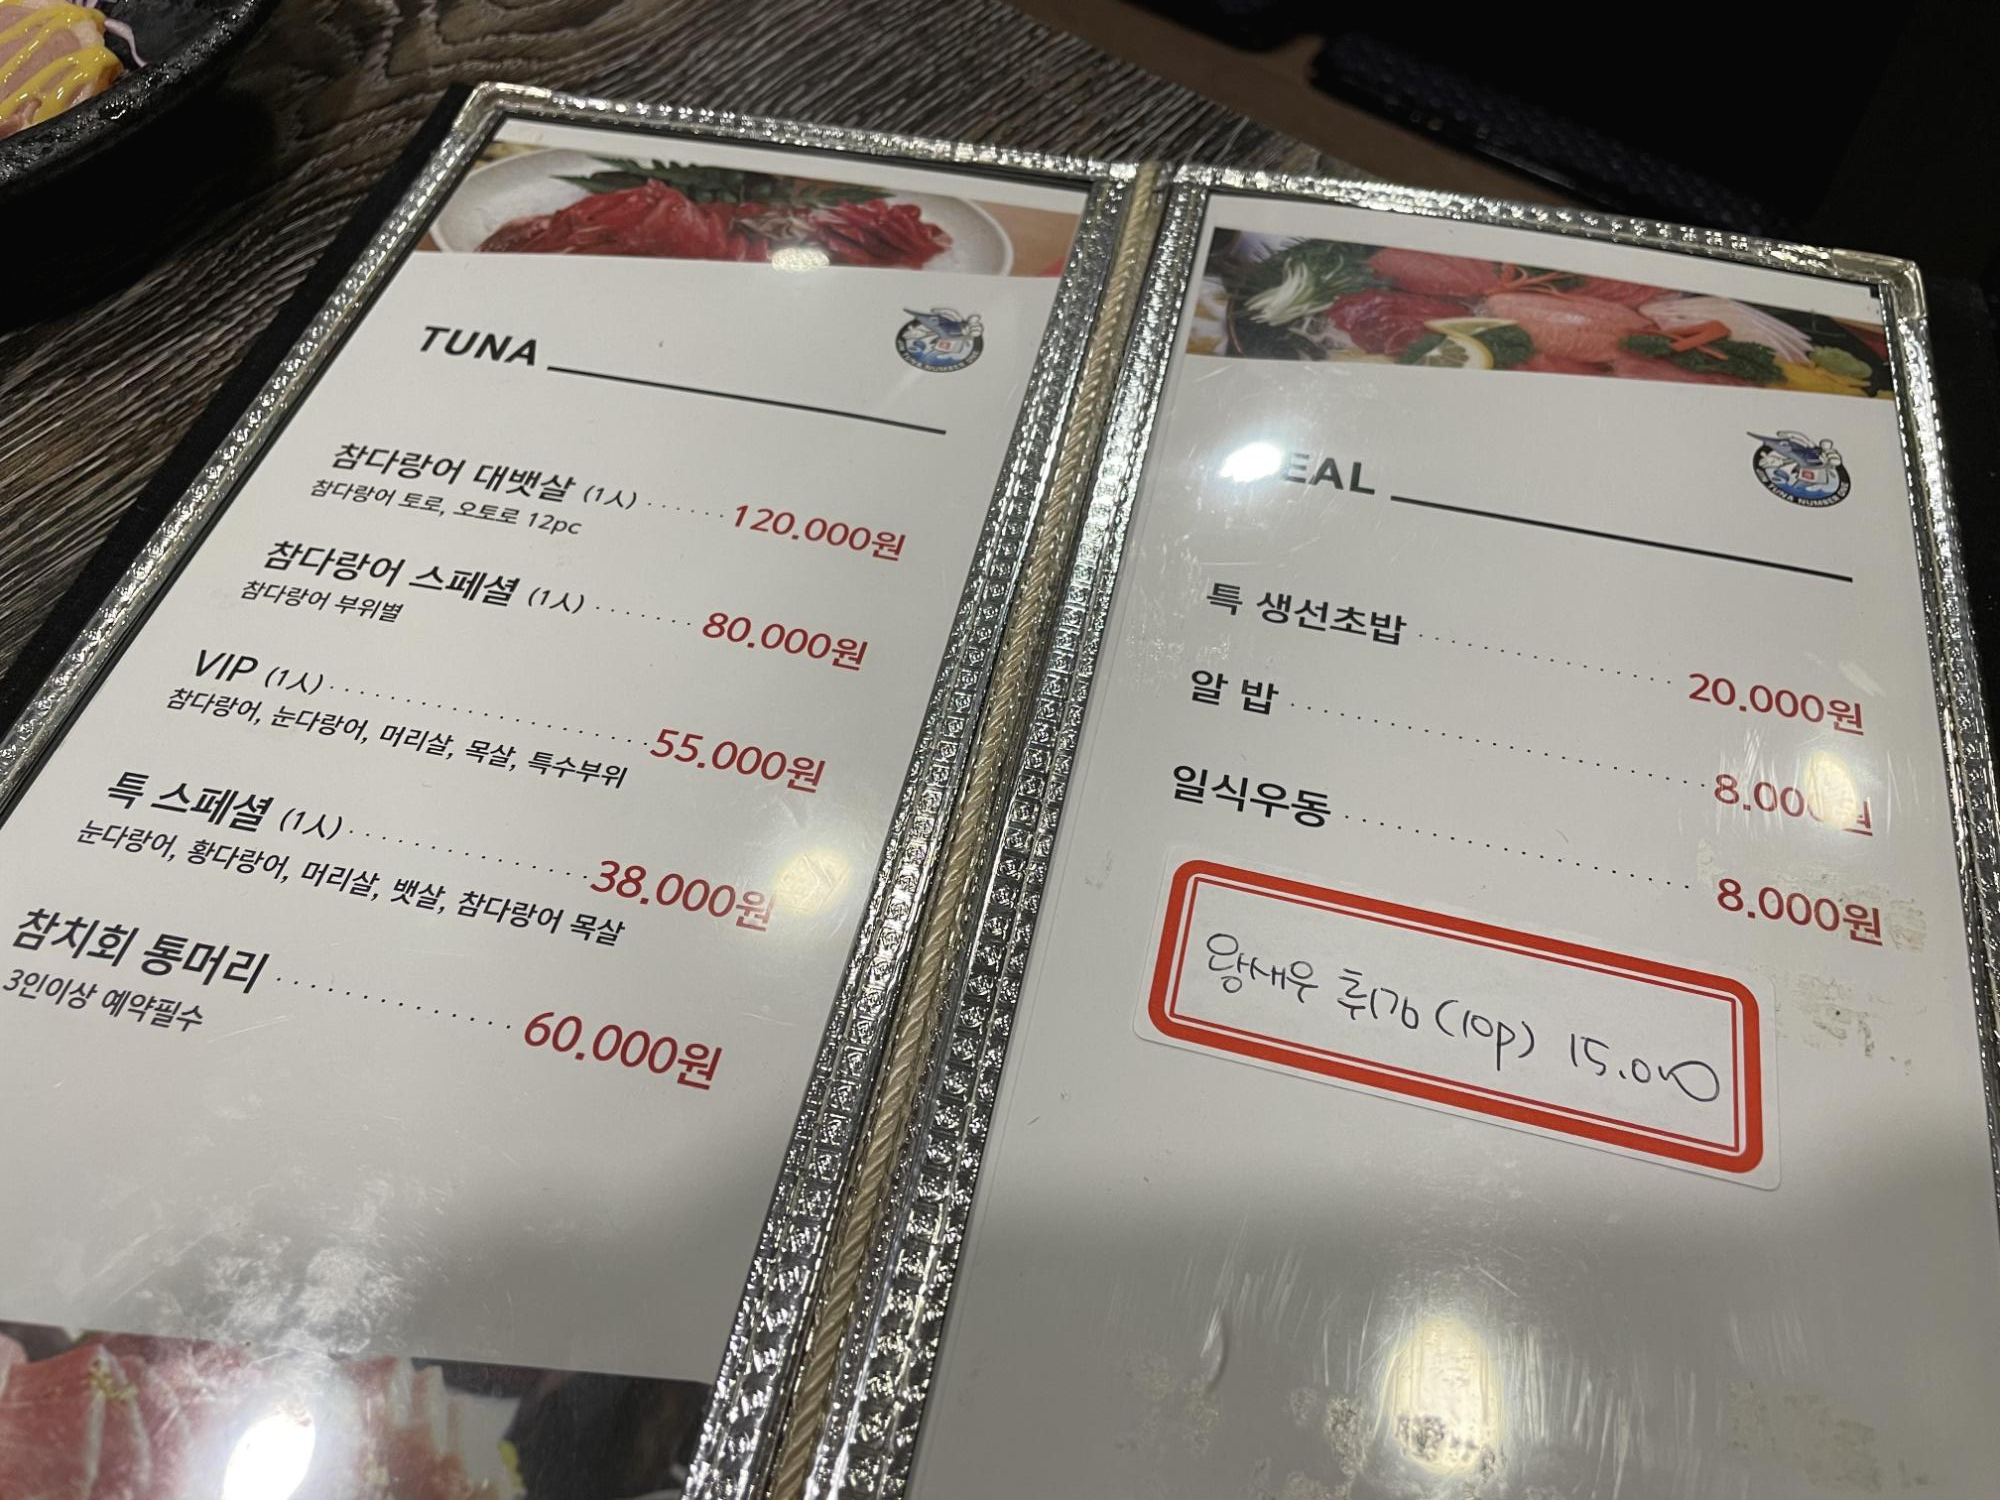 TUNA
참다랑어 대뱃살 (1人) 120.000원
참다랑어 토로, 오토로 12pc
참다랑어 스페셜 (1人) 80.000원
참다랑어 부위별
VIP (1人) 55.000원
참다랑어, 눈다랑어, 머리살, 목살, 특수부위
특 스페셜 (1人) 38.000원
눈다랑어, 황다랑어, 머리살, 뱃살, 참다랑어 목살
참치회 통머리 60.000원
3인이상 예약필수
TUNA NUMBER ONE
EAL
특 생선초밥 20.000원
알 밥 8.000원
일식우동 8.000원
왕새우 튀김 (10p) 15.000